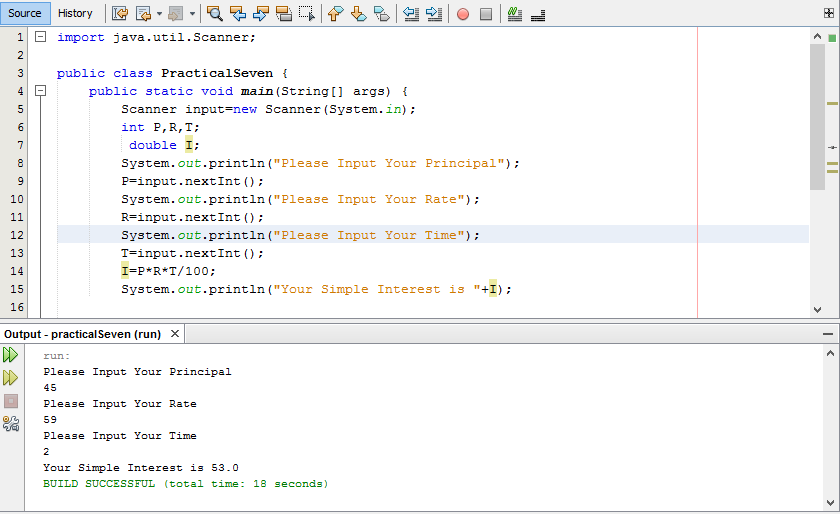 Source History
1 import java.util.Scanner;
2
3 public class PracticalSeven {
4 public static void main(String[] args) {
5 Scanner input=new Scanner(System.in);
6 int P,R,T;
7 double I;
8 System.out.println("Please Input Your Principal");
9 P=input.nextInt();
10 System.out.println("Please Input Your Rate");
11 R=input.nextInt();
12 System.out.println("Please Input Your Time");
13 T=input.nextInt();
14 I=P*R*T/100;
15 System.out.println("Your Simple Interest is "+I);
16
Output - practicalSeven (run) ×
run:
Please Input Your Principal
45
Please Input Your Rate
59
Please Input Your Time
2
Your Simple Interest is 53.0
BUILD SUCCESSFUL (total time: 18 seconds)